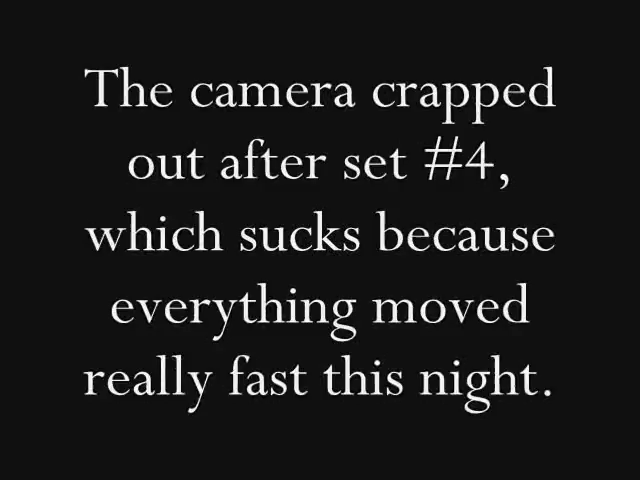 The camera crapped
out after set #4,
which sucks because
everything moved
really fast this night.